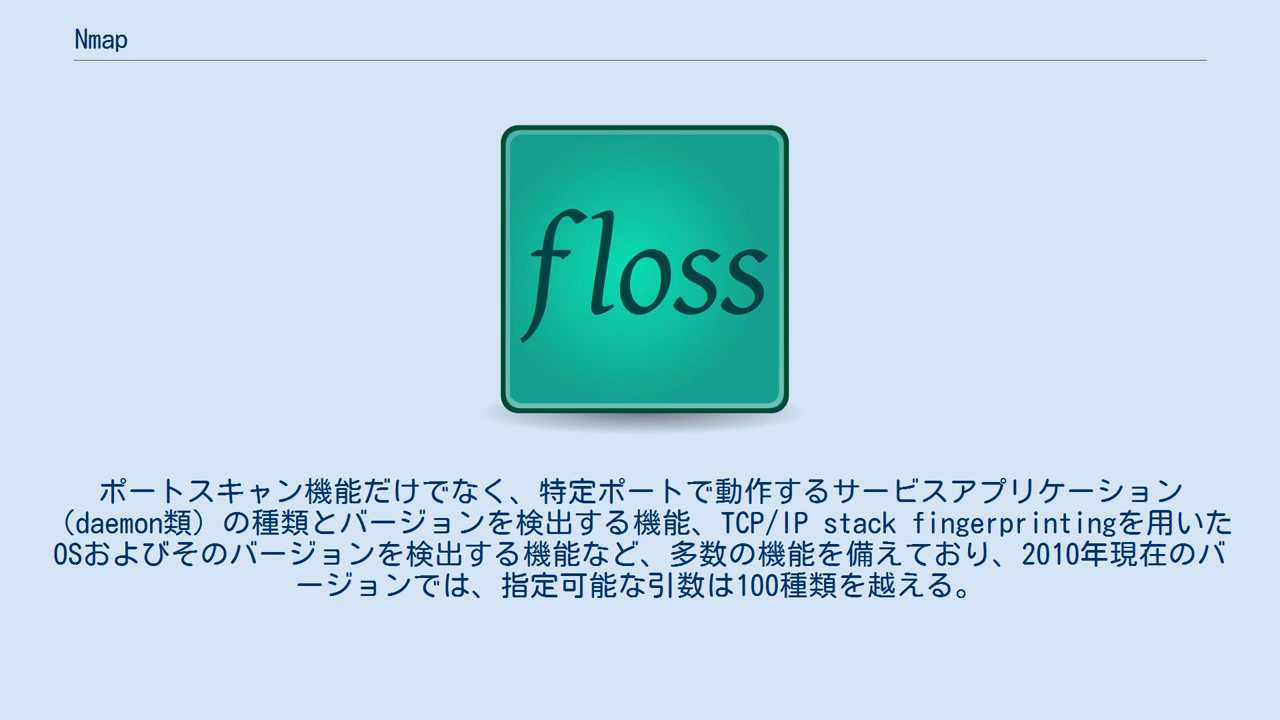 Nmap
floss
ポートスキャン機能だけでなく、特定ポートで動作するサービスアプリケーション
（daemon類）の種類とバージョンを検出する機能、TCP/IP stack fingerprintingを用いた
OSおよびそのバージョンを検出する機能など、多数の機能を備えており、2010年現在のバ
ージョンでは、指定可能な引数は100種類を越える。